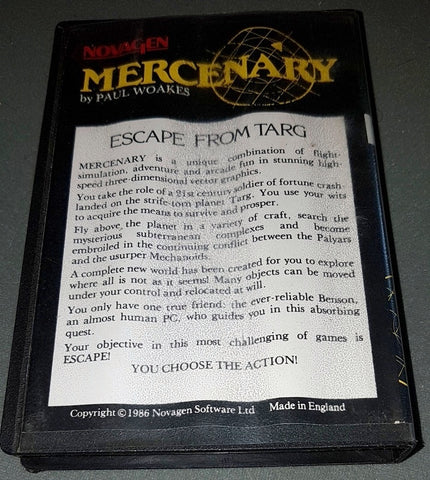 NOVAGEN
MERCENARY
by PAUL WOAKES
ESCAPE FROM TARG
MERCENARY is a unique combination of flight-
simulation, adventure and arcade fun in stunning high-
speed three-dimensional vector graphics.
You take the role of a 21st century soldier of fortune crash-
landed on the strife-torn planet Targ. You use your wits
to acquire the means to survive and prosper.
Fly above the planet in a variety of craft, search the
mysterious subterranean complexes and become
embroiled in the continuing conflict between the Palyars
and the usurper Mechanoids.
A complete new world has been created for you to explore
where all is not as it seems! Many objects can be moved
under your control and relocated at will.
You only have one true friend: the ever-reliable Benson,
an almost human PC, who guides you in this absorbing
quest.
Your objective in this most challenging of games is
ESCAPE!
YOU CHOOSE THE ACTION!
Copyright © 1986 Novagen Software Ltd Made in England